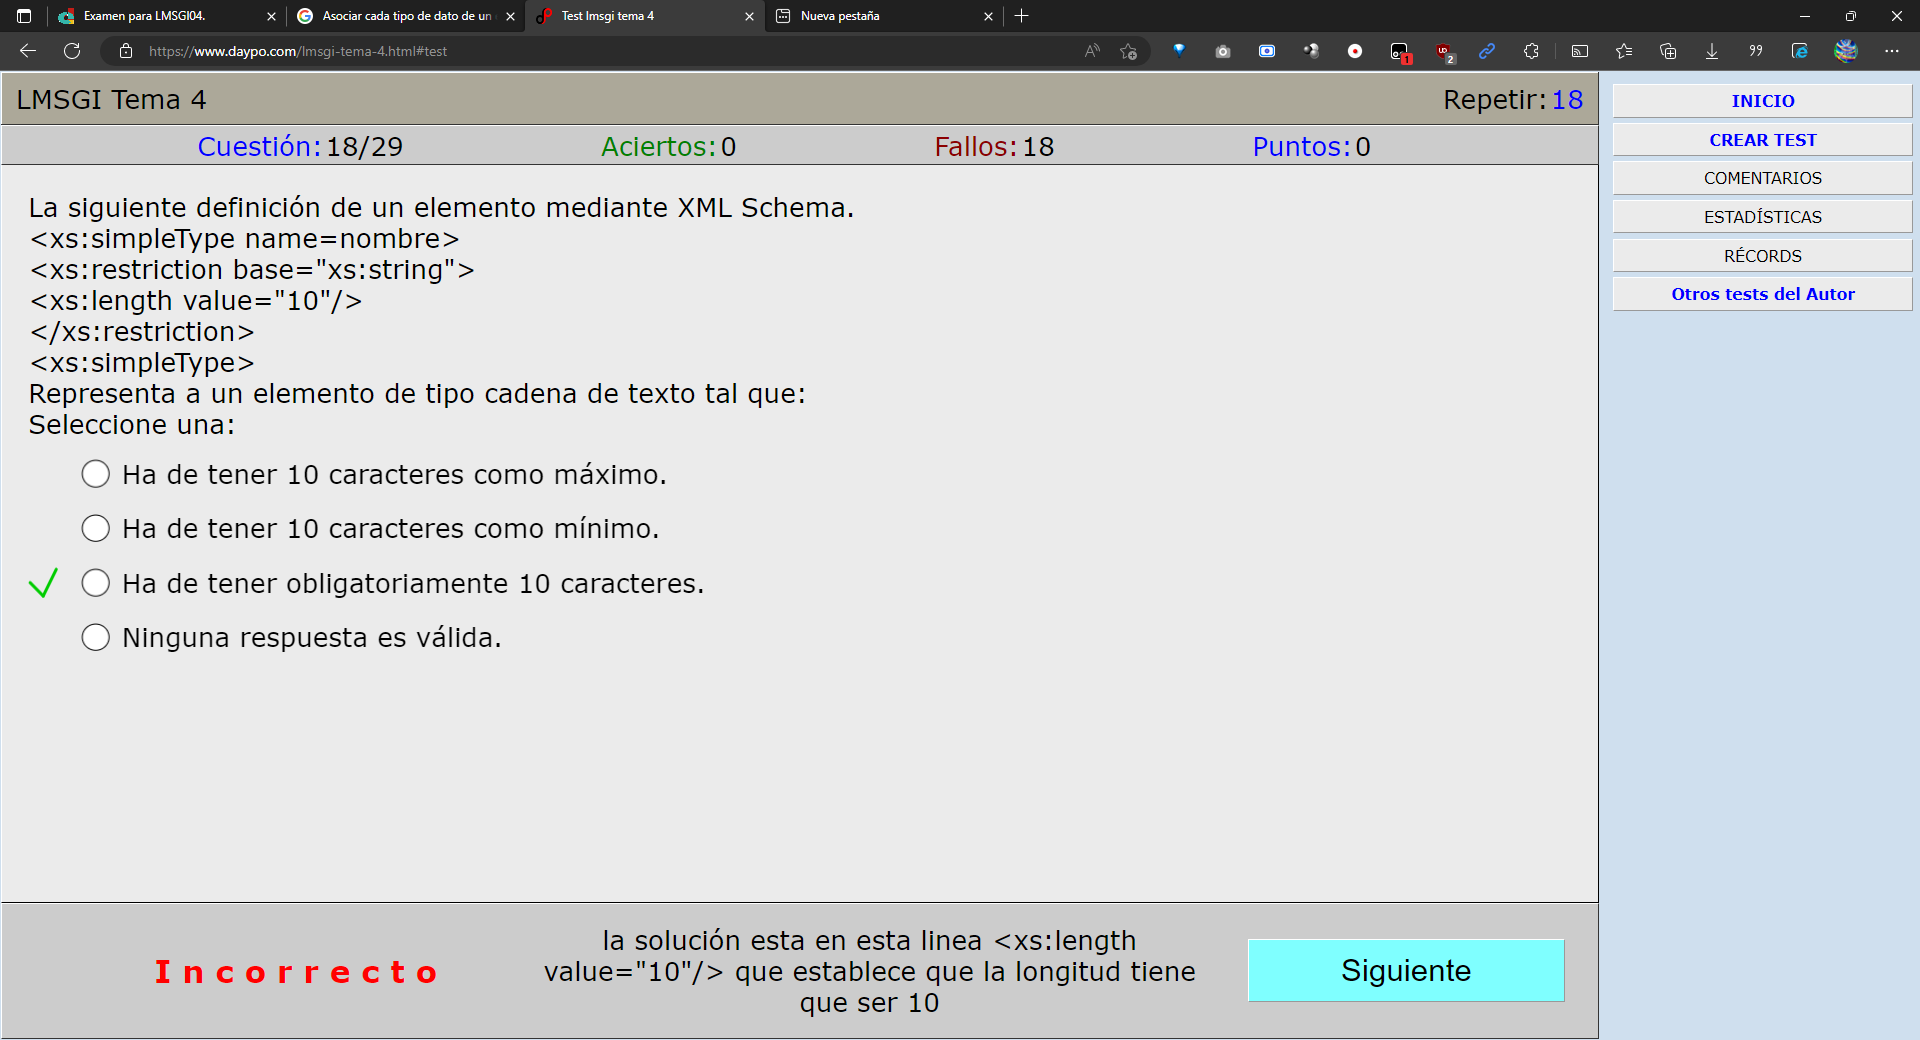 Examen para LMSGI04.
Asociar cada tipo de dato de un
Test lmsgi tema 4
Nueva pestaña
https://www.daypo.com/lmsgi-tema-4.html#test
1
2
LMSGI Tema 4
Repetir: 18
Cuestión: 18/29
Aciertos: 0
Fallos: 18
Puntos: 0
La siguiente definición de un elemento mediante XML Schema.
<xs:simpleType name=nombre>
<xs:restriction base="xs:string">
<xs:length value="10"/>
</xs:restriction>
<xs:simpleType>
Representa a un elemento de tipo cadena de texto tal que:
Seleccione una:
Ha de tener 10 caracteres como máximo.
Ha de tener 10 caracteres como mínimo.
Ha de tener obligatoriamente 10 caracteres.
Ninguna respuesta es válida.
Incorrecto
la solución esta en esta linea <xs:length
value="10"/> que establece que la longitud tiene
que ser 10
Siguiente
INICIO
CREAR TEST
COMENTARIOS
ESTADÍSTICAS
RÉCORDS
Otros tests del Autor